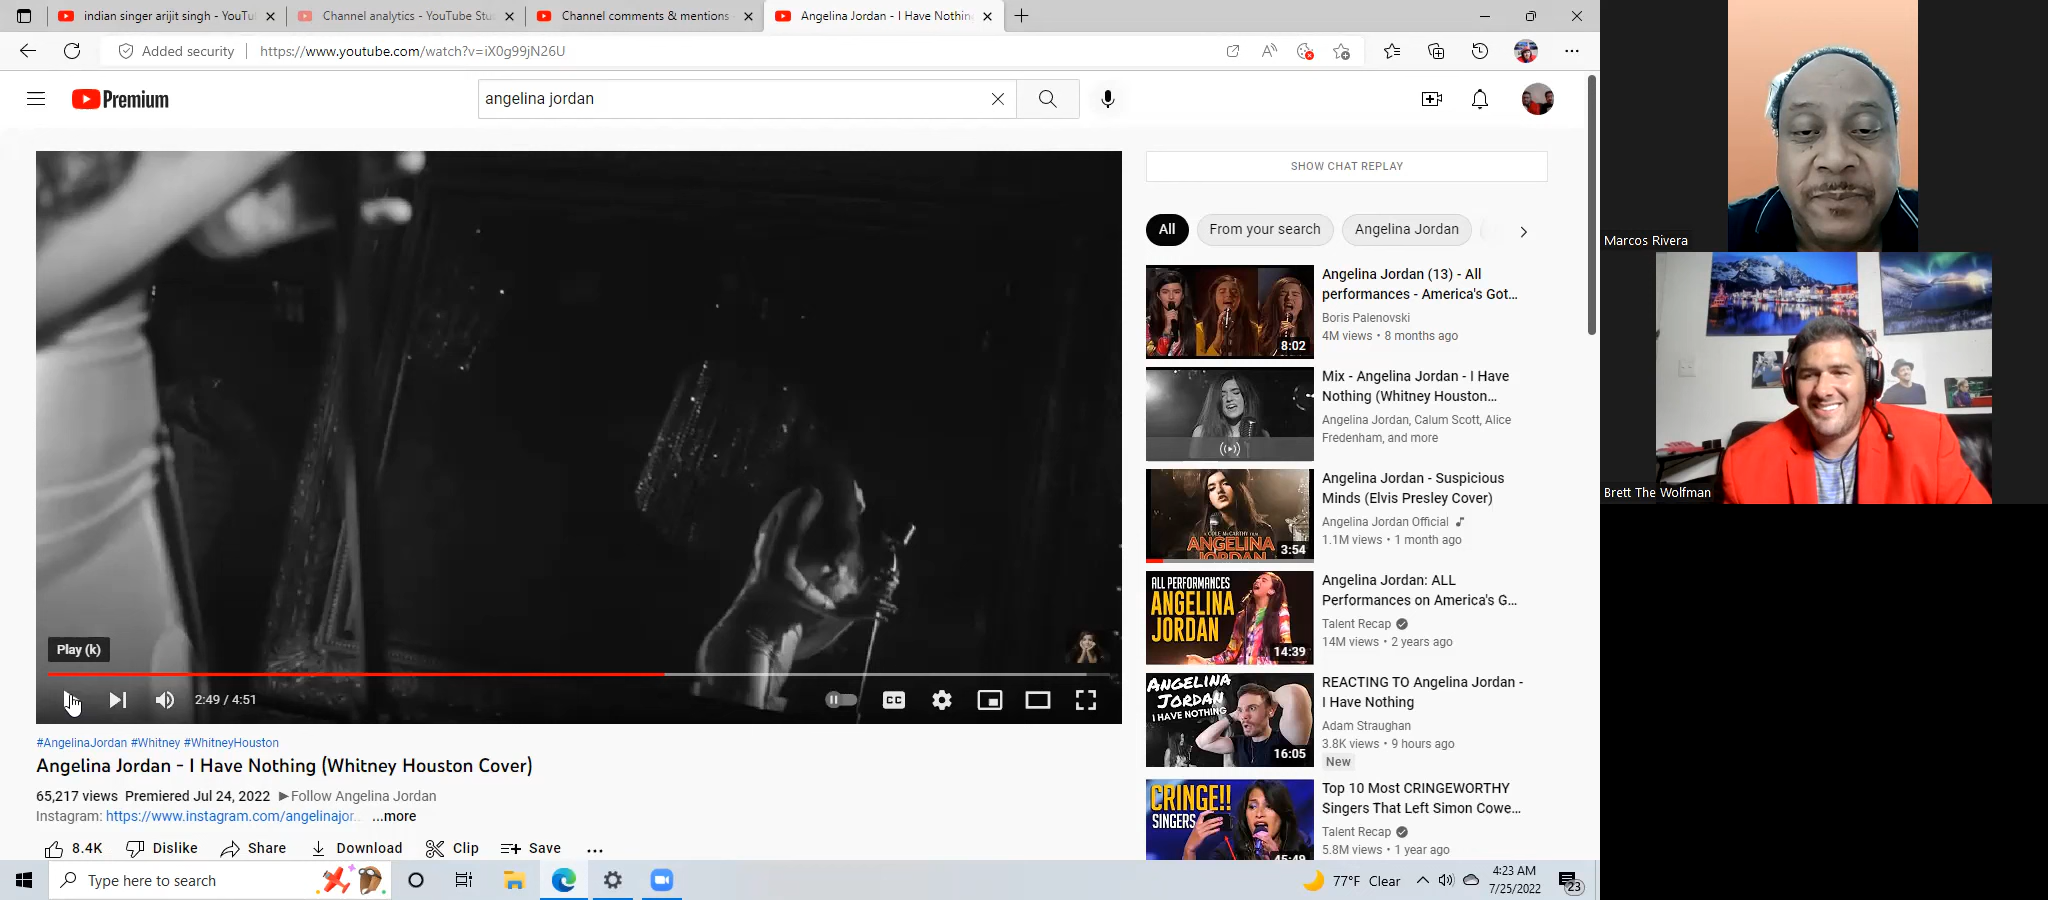 indian singer arijit singh - YouTu
Channel analytics - YouTube Stu
Channel comments & mentions -
Angelina Jordan - I Have Nothin
Added security
https://www.youtube.com/watch?v=iX0g99jN26U
Premium
angelina jordan
SHOW CHAT REPLAY
All
From your search
Angelina Jordan
Angelina Jordan (13) - All
performances - America's Got...
Boris Palenovski
4M views • 8 months ago
8:02
Mix - Angelina Jordan - I Have
Nothing (Whitney Houston...
Angelina Jordan, Calum Scott, Alice
Fredenham, and more
Angelina Jordan - Suspicious
Minds (Elvis Presley Cover)
Angelina Jordan Official
1.1M views • 1 month ago
ANGELINA
JORDAN
3:54
ALL PERFORMANCES
ANGELINA
JORDAN
14:39
Angelina Jordan: ALL
Performances on America's G...
Talent Recap
14M views • 2 years ago
ANGELINA
JORDAN
I HAVE NOTHING
16:05
REACTING TO Angelina Jordan -
I Have Nothing
Adam Straughan
3.8K views • 9 hours ago
New
CRINGE!!
SINGERS
45:49
Top 10 Most CRINGEWORTHY
Singers That Left Simon Cowe...
Talent Recap
5.8M views • 1 year ago
Play (k)
2:49 / 4:51
CC
#AngelinaJordan #Whitney #WhitneyHouston
Angelina Jordan - I Have Nothing (Whitney Houston Cover)
65,217 views Premiered Jul 24, 2022 ►Follow Angelina Jordan
Instagram: https://www.instagram.com/angelinajor... ...more
8.4K
Dislike
Share
Download
Clip
Save
Type here to search
77°F Clear
4:23 AM
7/25/2022
23
Marcos Rivera
Brett The Wolfman